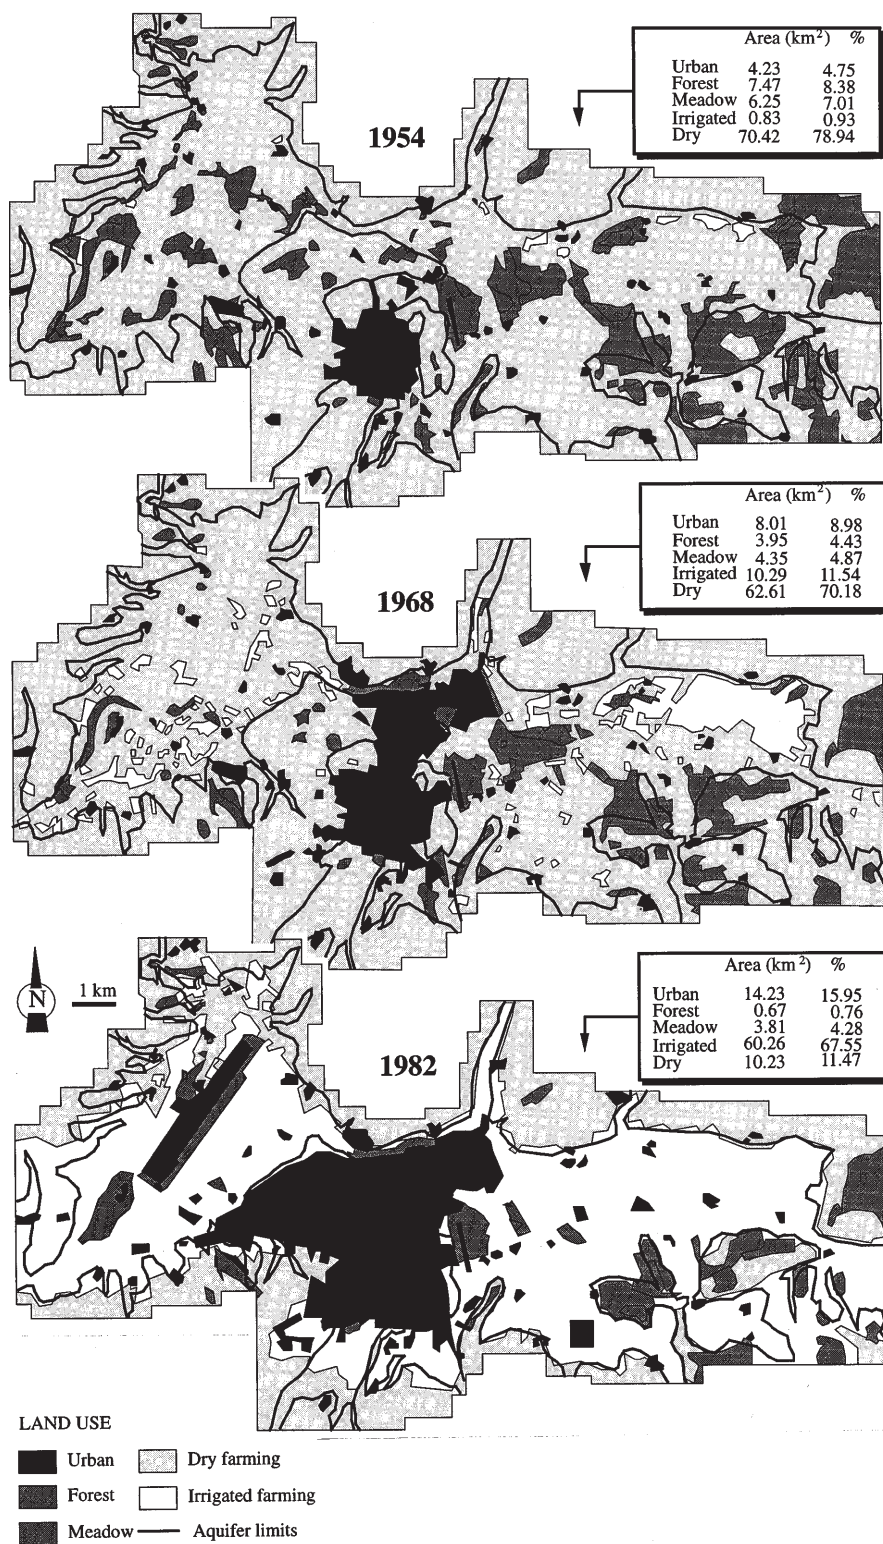 Area (km²) %
Urban 4.23 4.75
Forest 7.47 8.38
Meadow 6.25 7.01
Irrigated 0.83 0.93
Dry 70.42 78.94
1954
Area (km²) %
Urban 8.01 8.98
Forest 3.95 4.43
Meadow 4.35 4.87
Irrigated 10.29 11.54
Dry 62.61 70.18
1968
N
1 km
Area (km²) %
Urban 14.23 15.95
Forest 0.67 0.76
Meadow 3.81 4.28
Irrigated 60.26 67.55
Dry 10.23 11.47
1982
LAND USE
Urban Dry farming
Forest Irrigated farming
Meadow Aquifer limits